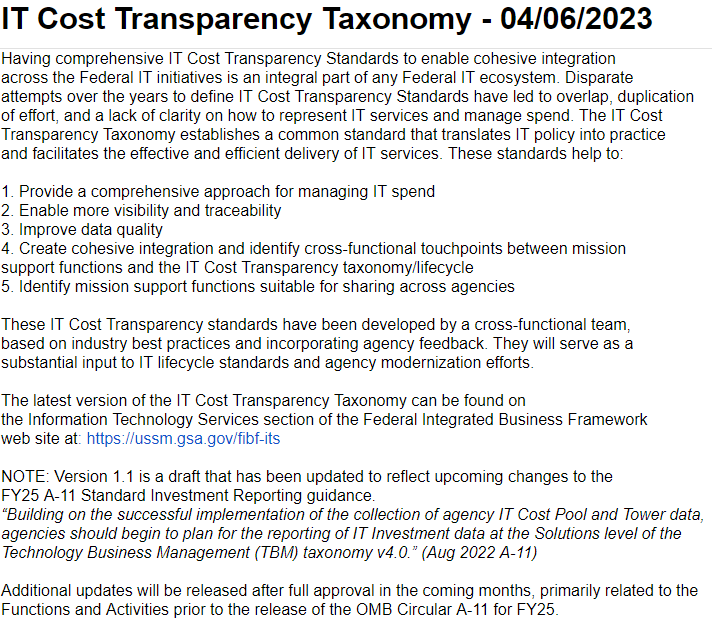 IT Cost Transparency Taxonomy - 04/06/2023
Having comprehensive IT Cost Transparency Standards to enable cohesive integration
across the Federal IT initiatives is an integral part of any Federal IT ecosystem. Disparate
attempts over the years to define IT Cost Transparency Standards have led to overlap, duplication
of effort, and a lack of clarity on how to represent IT services and manage spend. The IT Cost
Transparency Taxonomy establishes a common standard that translates IT policy into practice
and facilitates the effective and efficient delivery of IT services. These standards help to:
1. Provide a comprehensive approach for managing IT spend
2. Enable more visibility and traceability
3. Improve data quality
4. Create cohesive integration and identify cross-functional touchpoints between mission
support functions and the IT Cost Transparency taxonomy/lifecycle
5. Identify mission support functions suitable for sharing across agencies
These IT Cost Transparency standards have been developed by a cross-functional team,
based on industry best practices and incorporating agency feedback. They will serve as a
substantial input to IT lifecycle standards and agency modernization efforts.
The latest version of the IT Cost Transparency Taxonomy can be found on
the Information Technology Services section of the Federal Integrated Business Framework
web site at: https://ussm.gsa.gov/fibf-its
NOTE: Version 1.1 is a draft that has been updated to reflect upcoming changes to the
FY25 A-11 Standard Investment Reporting guidance.
“Building on the successful implementation of the collection of agency IT Cost Pool and Tower data,
agencies should begin to plan for the reporting of IT Investment data at the Solutions level of the
Technology Business Management (TBM) taxonomy v4.0.” (Aug 2022 A-11)
Additional updates will be released after full approval in the coming months, primarily related to the
Functions and Activities prior to the release of the OMB Circular A-11 for FY25.